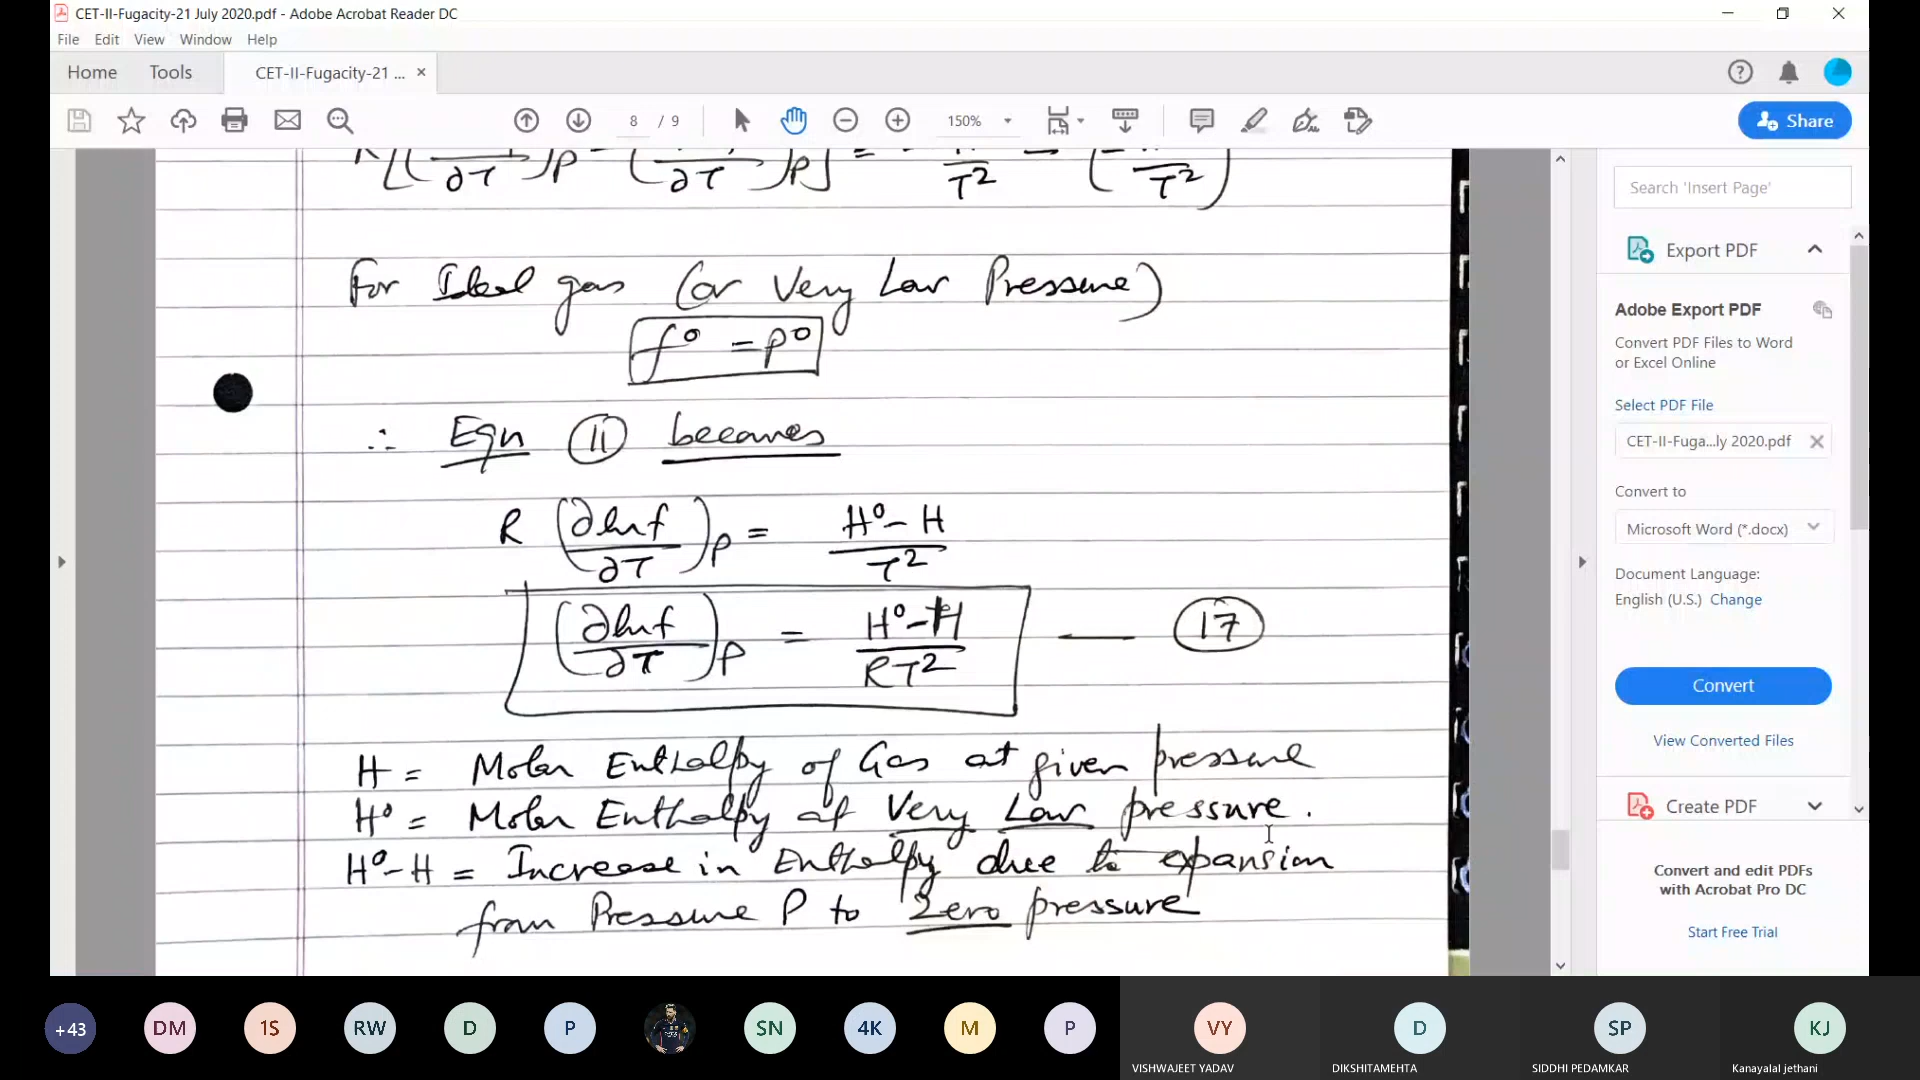 CET-II-Fugacity-21 July 2020.pdf - Adobe Acrobat Reader DC
File Edit View Window Help
Home Tools CET-II-Fugacity-21 ... ×
8 / 9 150% Share
∂T )P ∂T )P] = T² T²
For Ideal gas (or Very Low Pressure)
f° = P°
∴ Eqn ⑪ becomes
R (∂lnf/∂T)P = H°-H/T²
(∂lnf/∂T)P = H°-H/RT² — ⑰
H = Molar Enthalpy of Gas at given pressure
H° = Molar Enthalpy at Very Low pressure.
H°-H = Increase in Enthalpy due to expansion
from Pressure P to Zero pressure
Search 'Insert Page'
Export PDF
Adobe Export PDF
Convert PDF Files to Word
or Excel Online
Select PDF File
CET-II-Fuga...ly 2020.pdf
Convert to
Microsoft Word (*.docx)
Document Language:
English (U.S.) Change
Convert
View Converted Files
Create PDF
Convert and edit PDFs
with Acrobat Pro DC
Start Free Trial
+43 DM 1S RW D P SN 4K M P VY D SP KJ
VISHWAJEET YADAV DIKSHITAMEHTA SIDDHI PEDAMKAR Kanayalal jethani